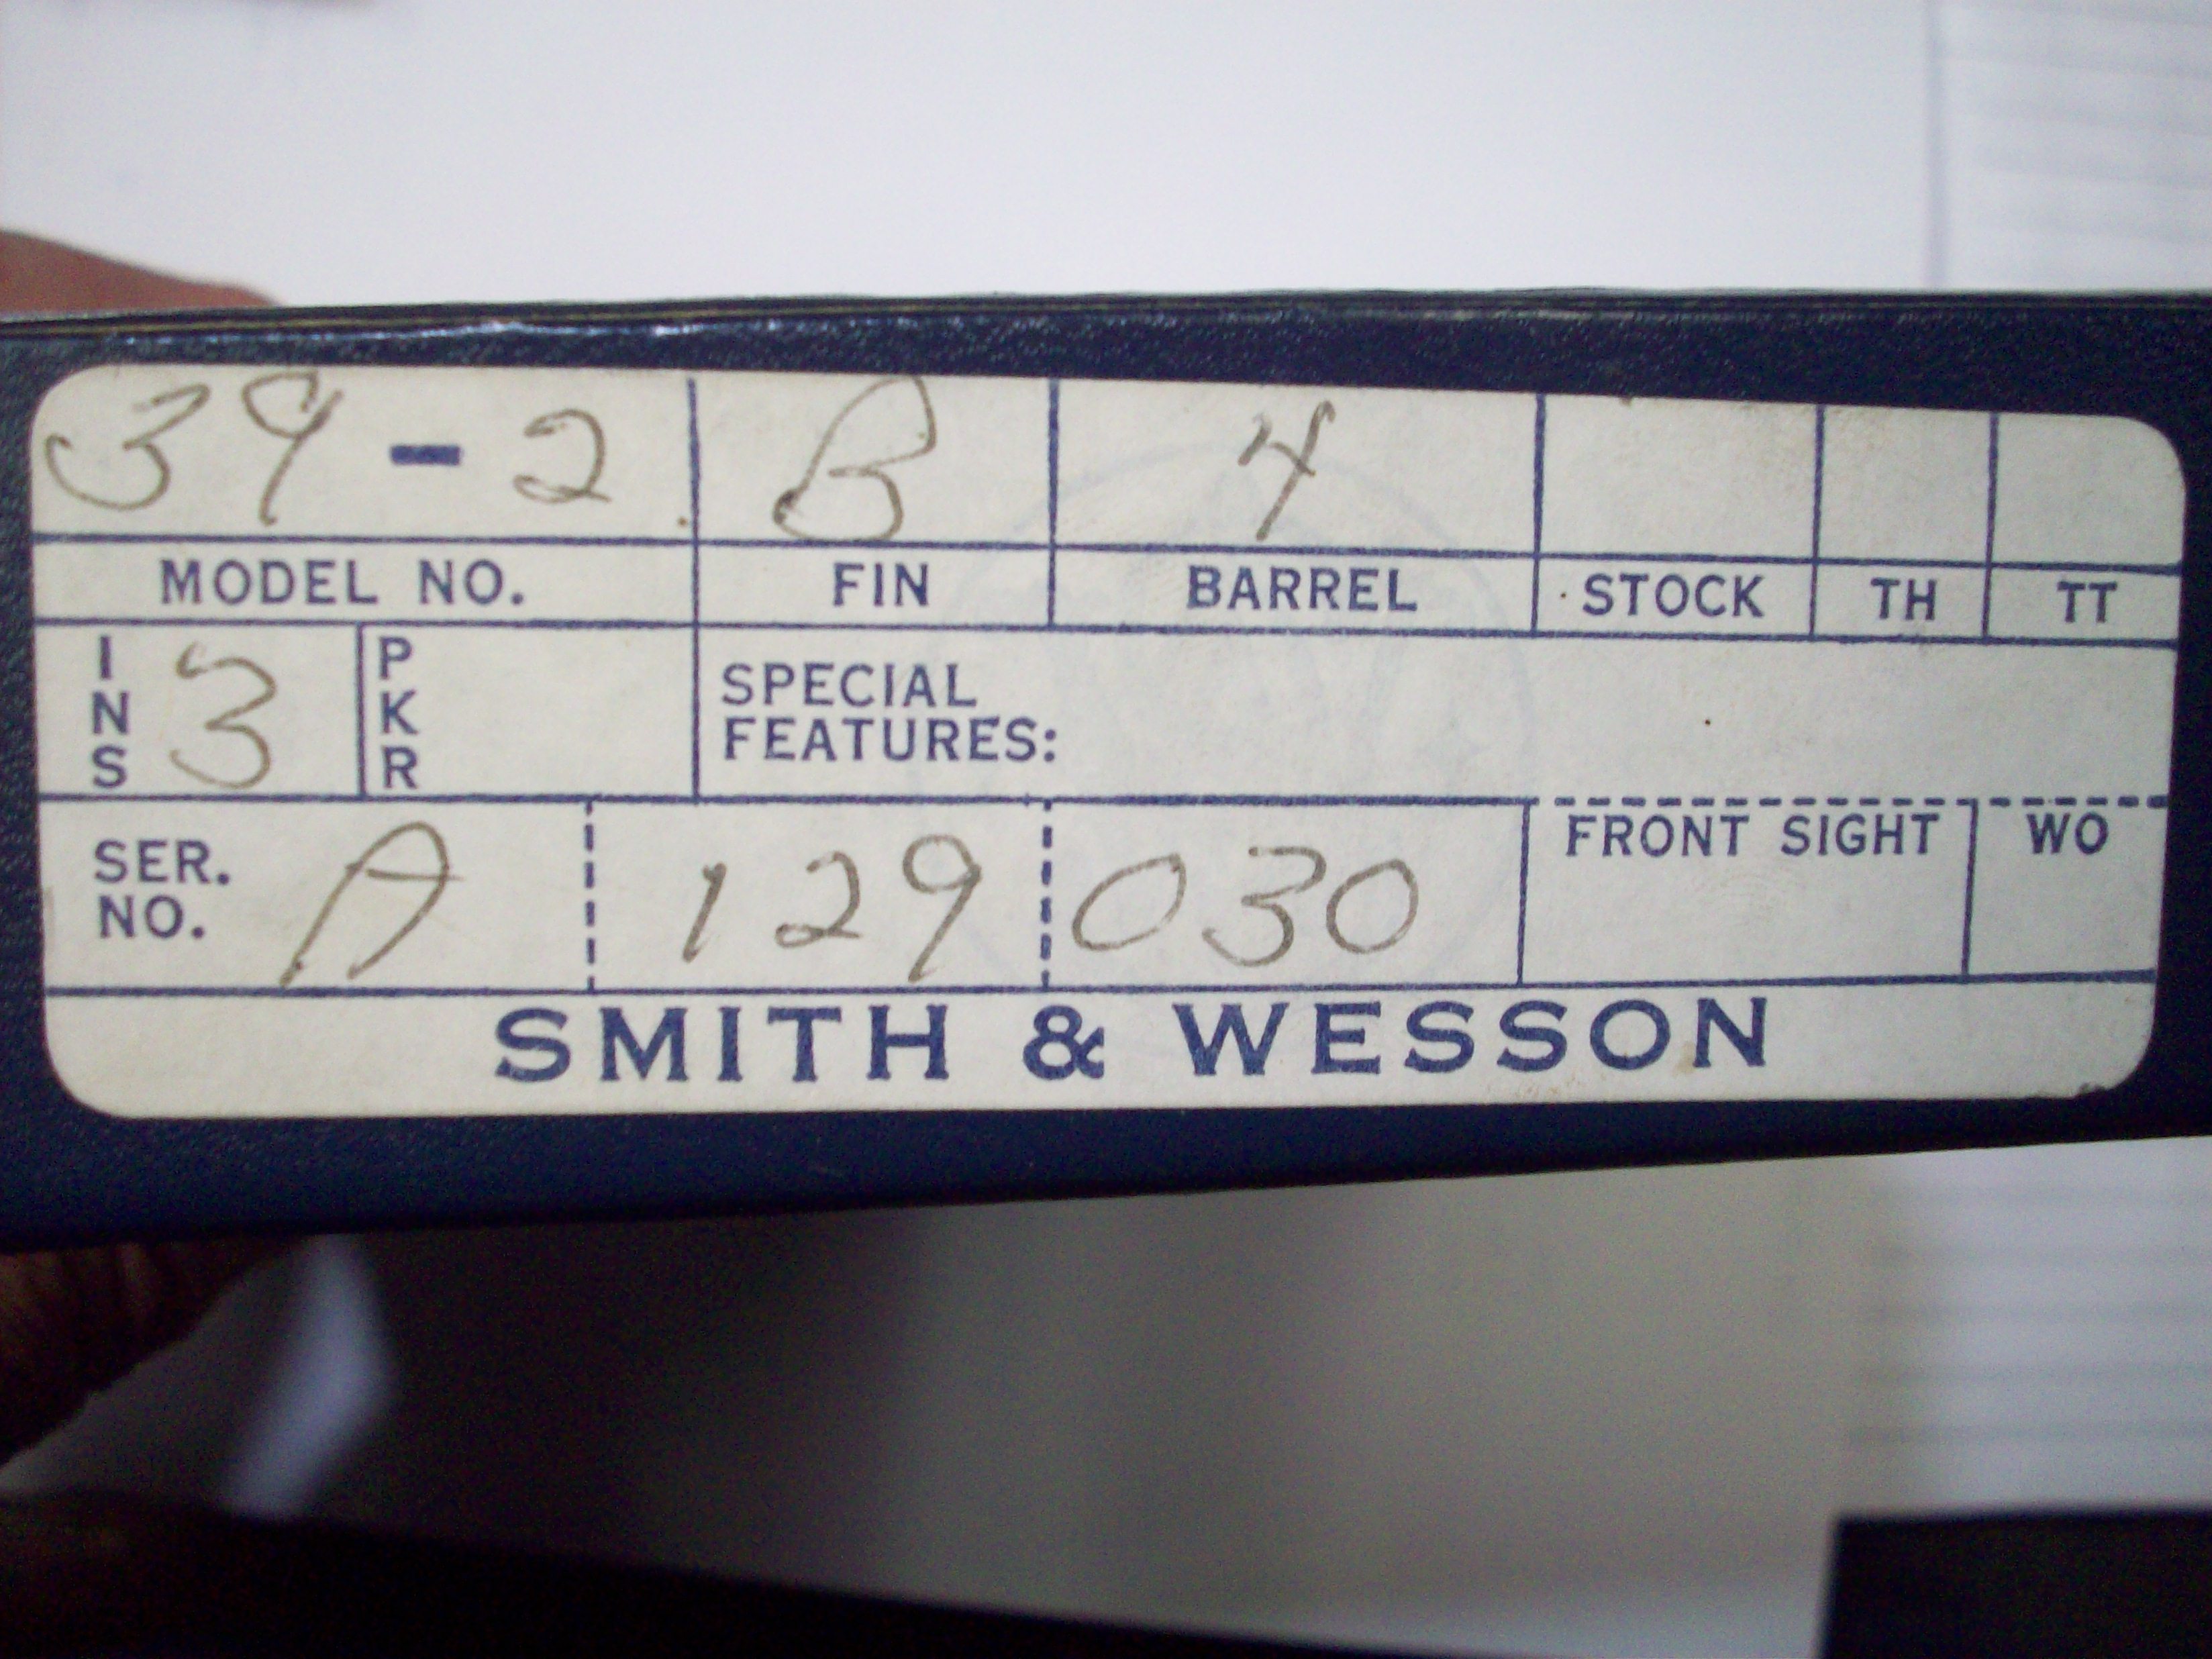 39 - 2 B 4
MODEL NO. FIN BARREL STOCK TH TT
INS 3 PKR SPECIAL
FEATURES:
SER.
NO. A 129 030 FRONT SIGHT WO
SMITH & WESSON